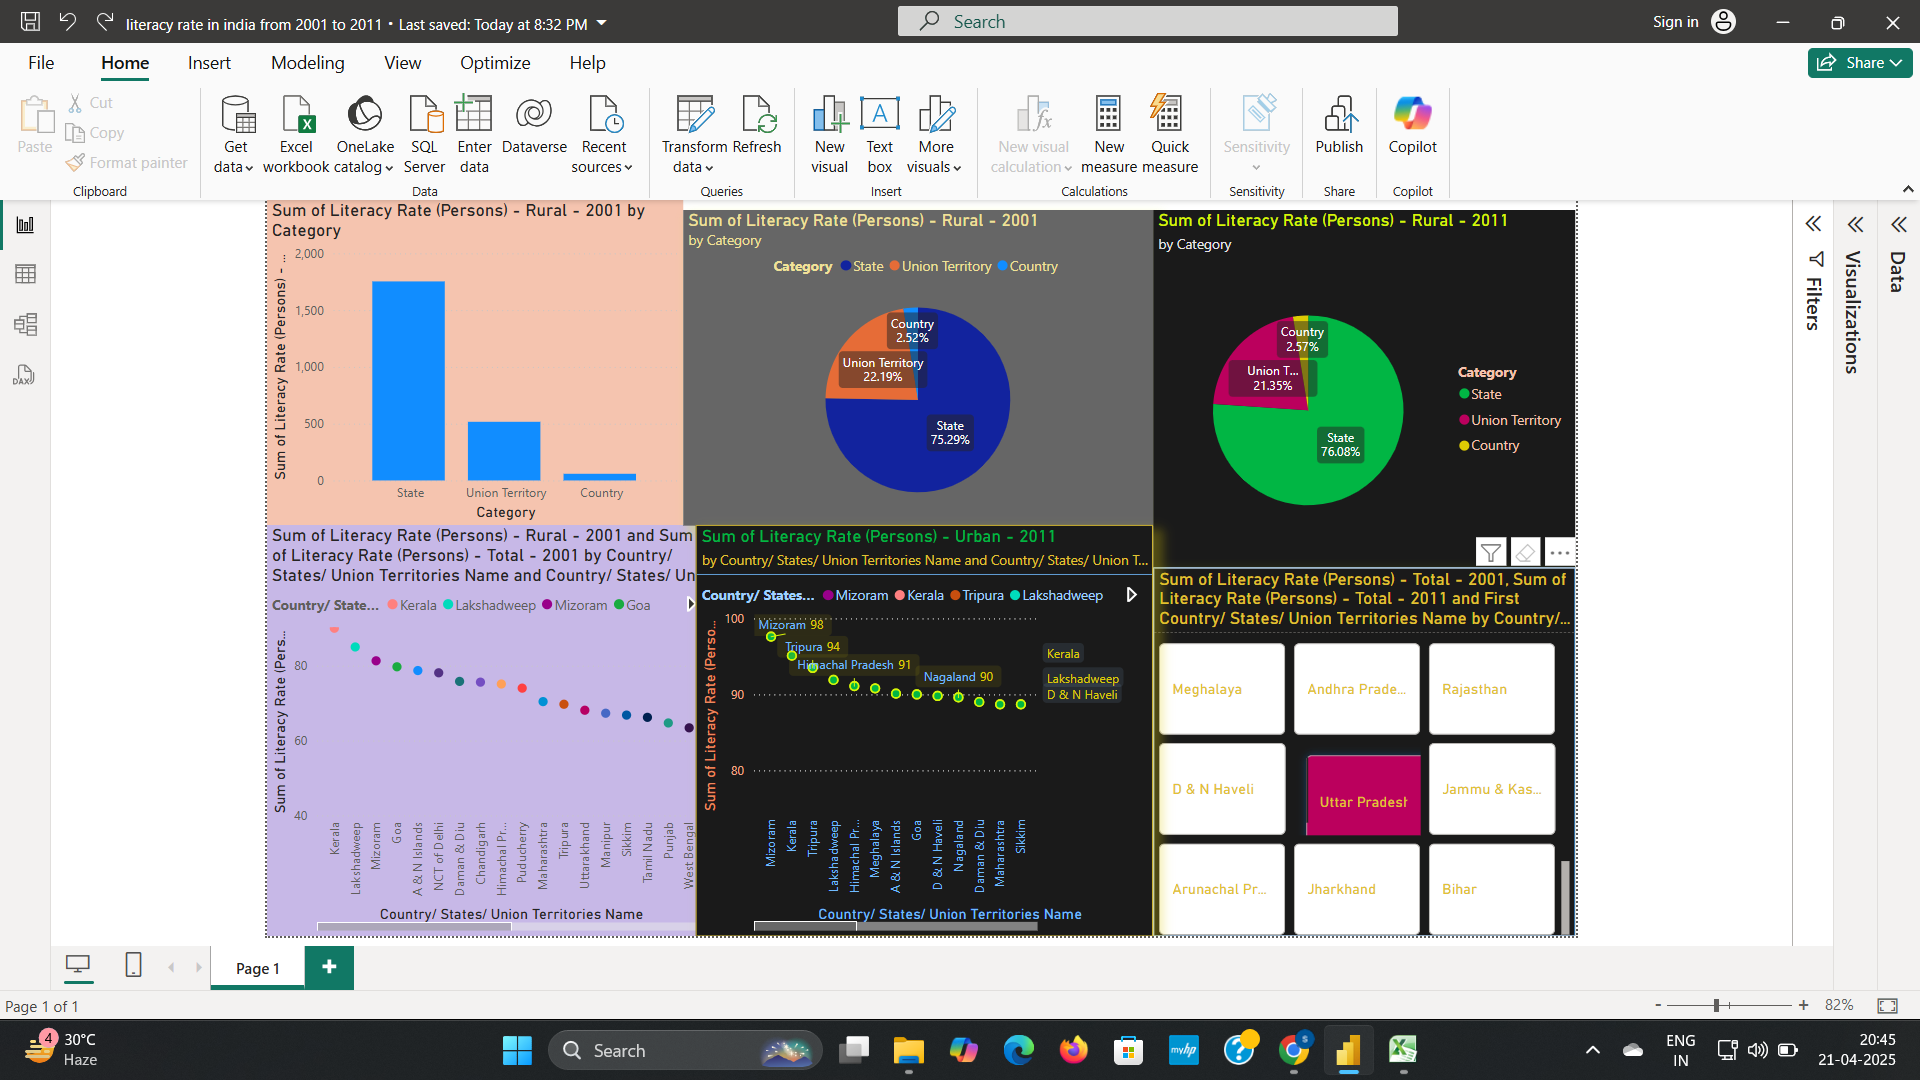 literacy rate in india from 2001 to 2011 • Last saved: Today at 8:32 PM
Search
Sign in
File
Home
Insert
Modeling
View
Optimize
Help
Share
Paste
Cut
Copy
Format painter
Clipboard
Get data
Excel workbook
OneLake catalog
SQL Server
Enter data
Dataverse
Recent sources
Data
Transform data
Refresh
Queries
New visual
Text box
More visuals
Insert
New visual calculation
New measure
Quick measure
Calculations
Sensitivity
Sensitivity
Publish
Share
Copilot
Copilot
Sum of Literacy Rate (Persons) - Rural - 2001 by
Category
Sum of Literacy Rate (Persons) - ...
2,000
1,500
1,000
500
0
State
Union Territory
Country
Category
Sum of Literacy Rate (Persons) - Rural - 2001
by Category
Category State Union Territory Country
Country
2.52%
Union Territory
22.19%
State
75.29%
Sum of Literacy Rate (Persons) - Rural - 2011
by Category
Country
2.57%
Union T...
21.35%
State
76.08%
Category
State
Union Territory
Country
Filters
Visualizations
Data
Sum of Literacy Rate (Persons) - Rural - 2001 and Sum
of Literacy Rate (Persons) - Total - 2001 by Country/
States/ Union Territories Name and Country/ States/ Un
Country/ State... Kerala Lakshadweep Mizoram Goa
Sum of Literacy Rate (Pers...
80
60
40
Kerala
Lakshadweep
Mizoram
Goa
A & N Islands
NCT of Delhi
Daman & Diu
Chandigarh
Himachal Pr...
Puducherry
Maharashtra
Tripura
Uttarakhand
Manipur
Sikkim
Tamil Nadu
Punjab
West Bengal
Country/ States/ Union Territories Name
Sum of Literacy Rate (Persons) - Urban - 2011
by Country/ States/ Union Territories Name and Country/ States/ Union T...
Country/ States... Mizoram Kerala Tripura Lakshadweep
Sum of Literacy Rate (Perso...
100
90
80
Mizoram 98
Tripura 94
Himachal Pradesh 91
Nagaland 90
Kerala
Lakshadweep
D & N Haveli
Mizoram
Kerala
Tripura
Lakshadweep
Himachal Pr...
Meghalaya
A & N Islands
Goa
D & N Haveli
Nagaland
Daman & Diu
Maharashtra
Sikkim
Country/ States/ Union Territories Name
Sum of Literacy Rate (Persons) - Total - 2001, Sum of
Literacy Rate (Persons) - Total - 2011 and First
Country/ States/ Union Territories Name by Country/...
Meghalaya
Andhra Prade...
Rajasthan
D & N Haveli
Uttar Pradesh
Jammu & Kas...
Arunachal Pr...
Jharkhand
Bihar
Page 1
Page 1 of 1
- + 82%
4
30°C
Haze
Search
myhp
ENG
IN
20:45
21-04-2025